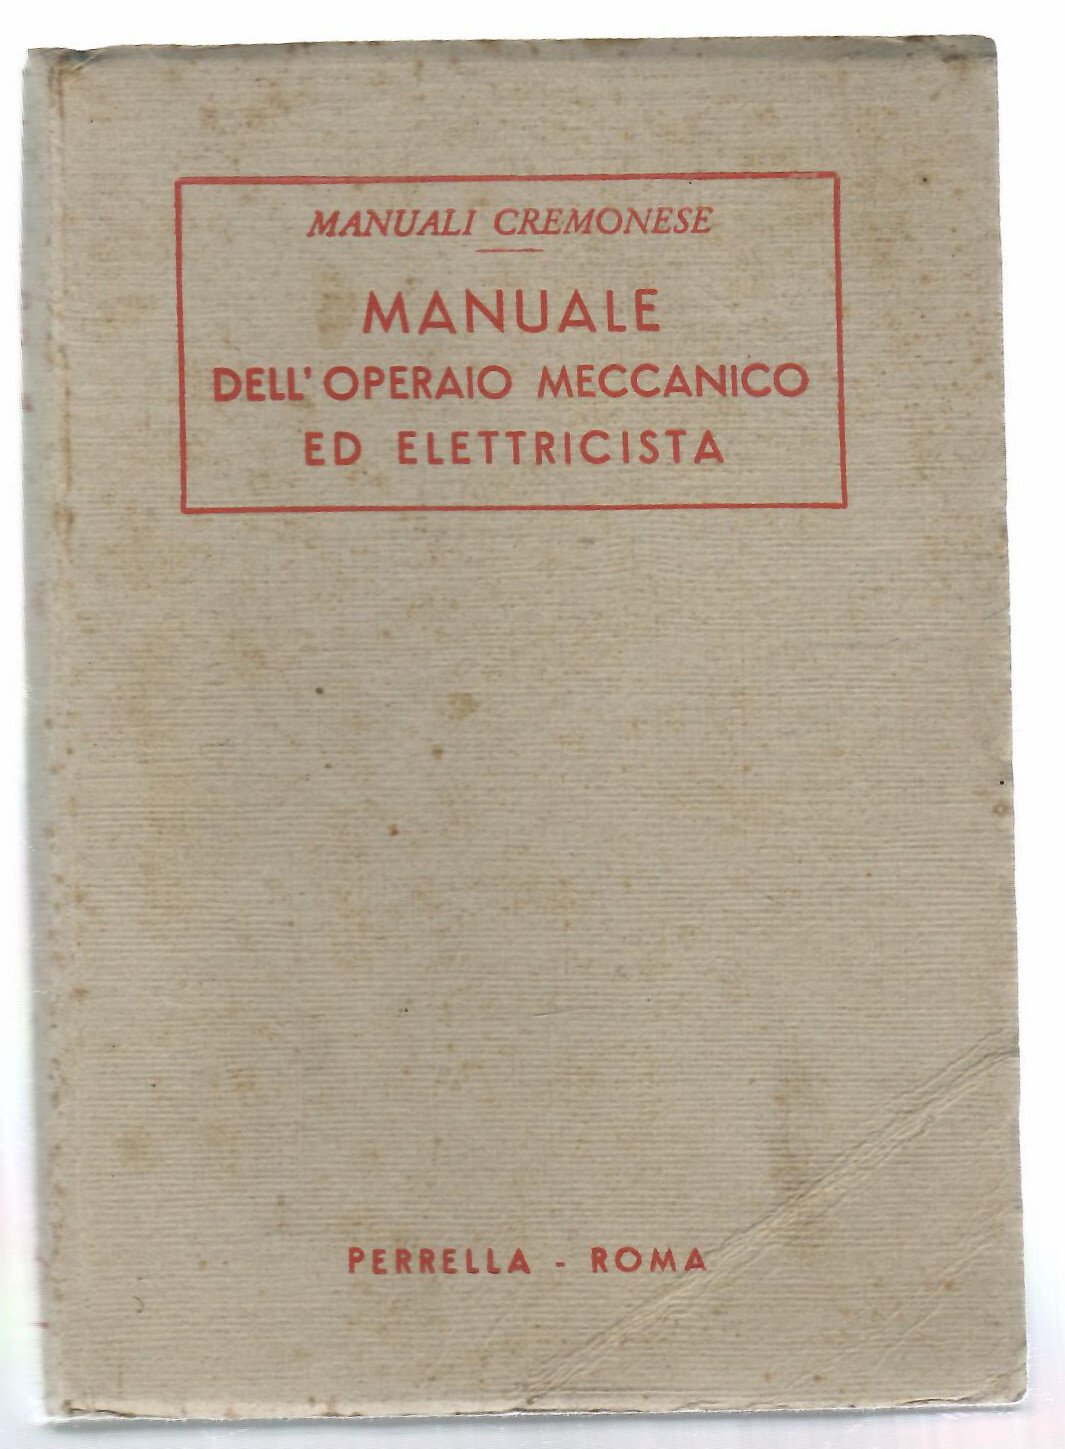 MANUALI CREMONESE
MANUALE
DELL'OPERAIO MECCANICO
ED ELETTRICISTA
PERRELLA - ROMA